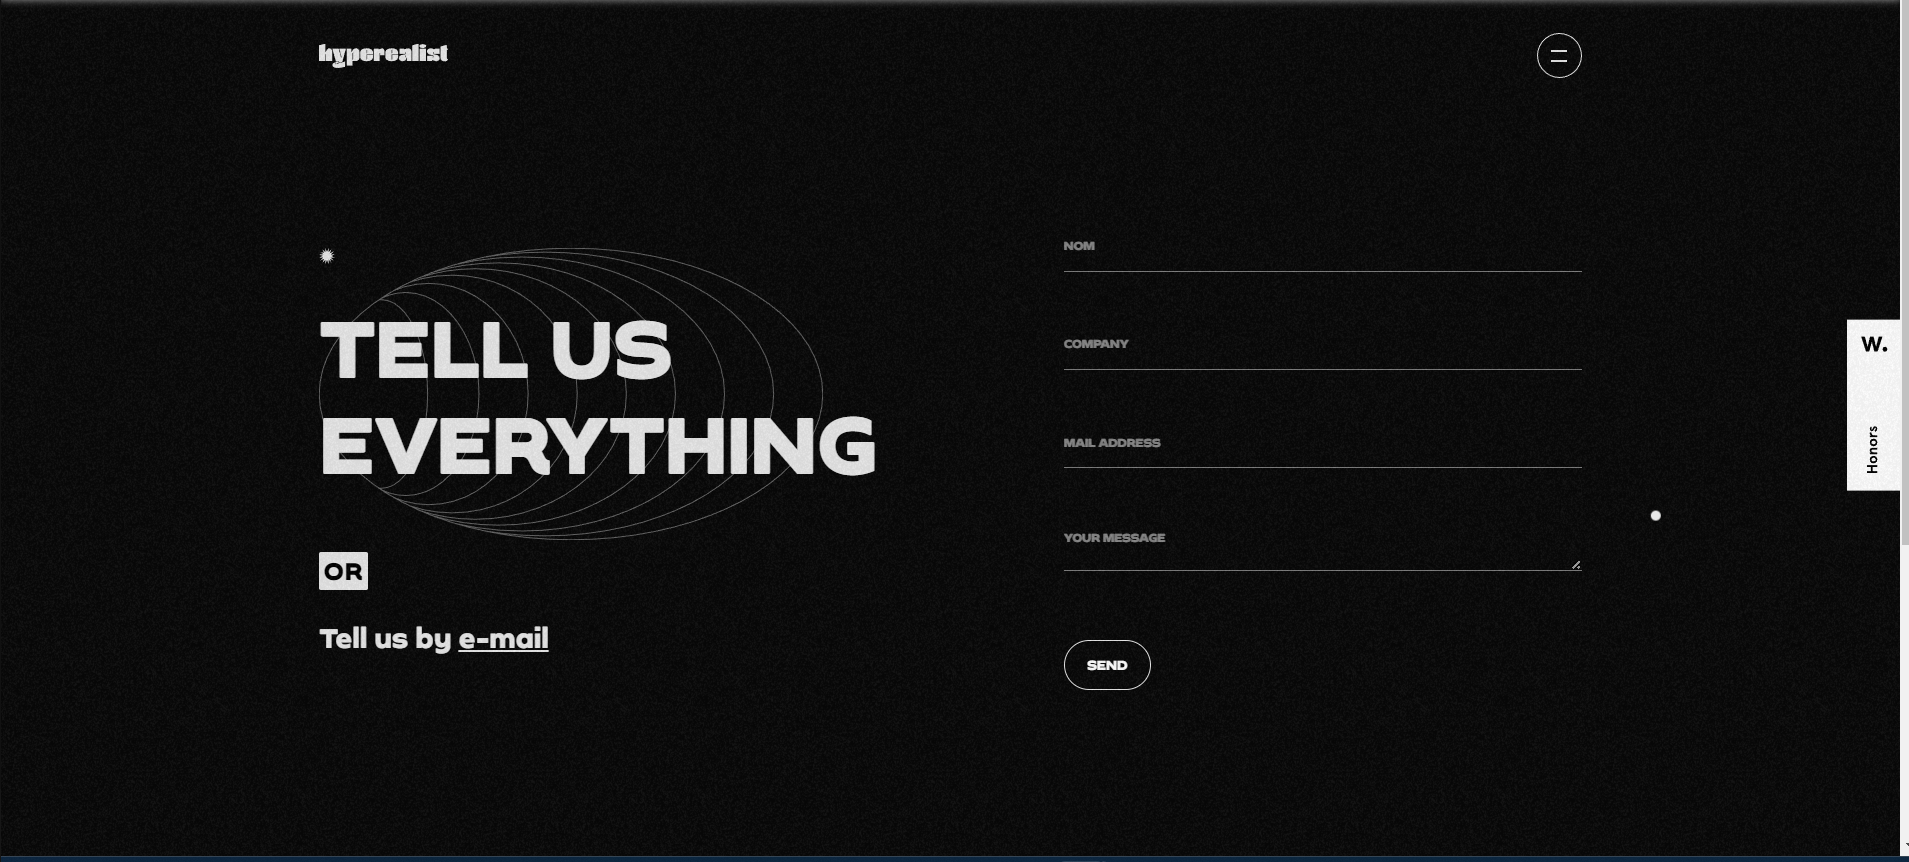 hyperealist
TELL US
EVERYTHING
OR
Tell us by e-mail
NOM
COMPANY
MAIL ADDRESS
YOUR MESSAGE
SEND
W.
Honors